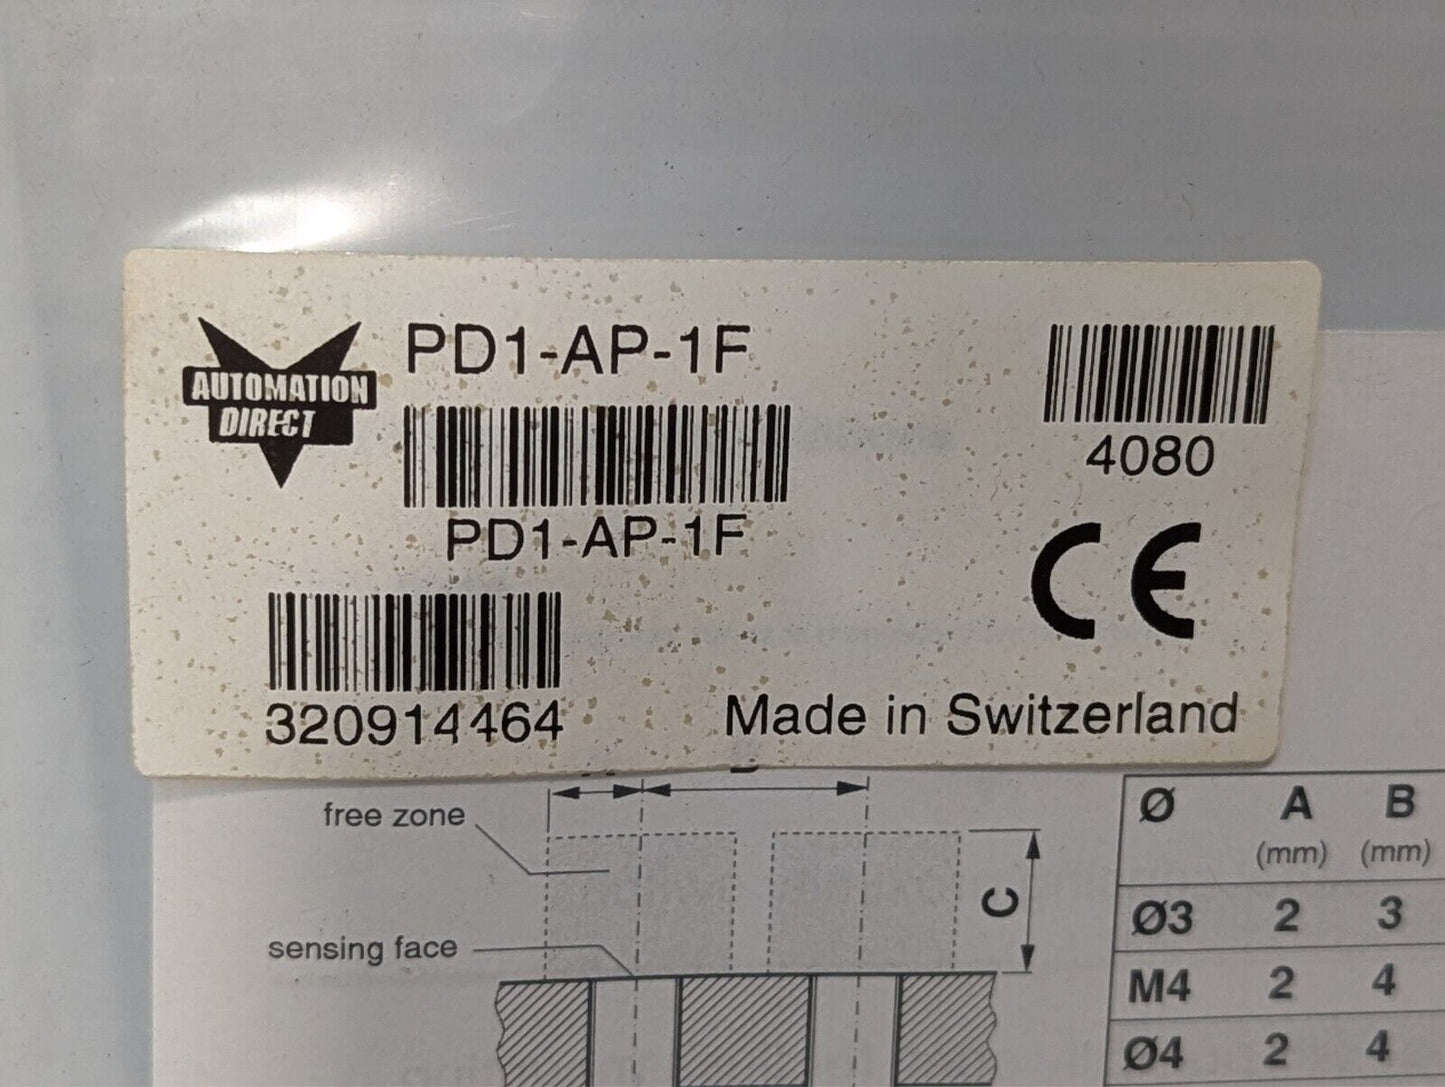 AUTOMATION
DIRECT
PD1-AP-1F
PD1-AP-1F
4080
CE
320914464
Made in Switzerland
free zone
sensing face
C
Ø A B
(mm) (mm)
Ø3 2 3
M4 2 4
Ø4 2 4